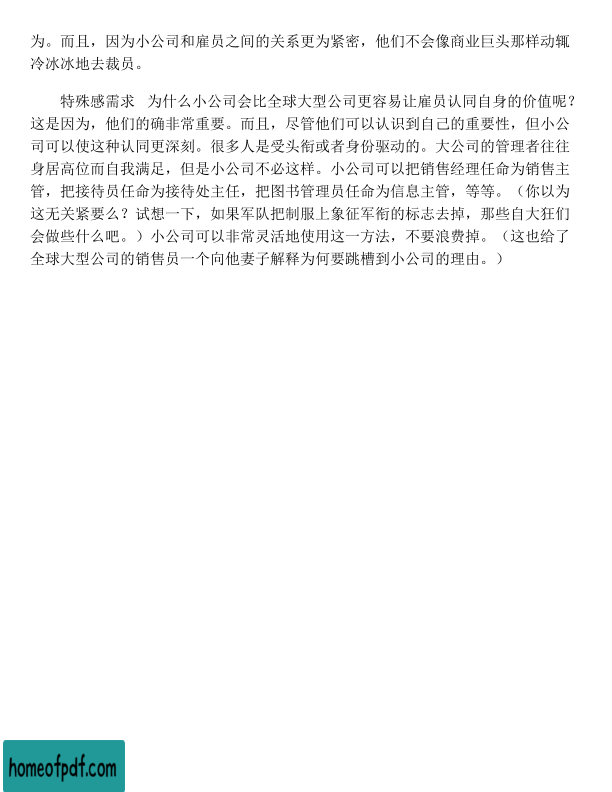 为。而且，因为小公司和雇员之间的关系更为紧密，他们不会像商业巨头那样动辄
冷冰冰地去裁员。
特殊感需求 为什么小公司会比全球大型公司更容易让雇员认同自身的价值呢？
这是因为，他们的确非常重要。而且，尽管他们可以认识到自己的重要性，但小公
司可以使这种认同更深刻。很多人是受头衔或者身份驱动的。大公司的管理者往往
身居高位而自我满足，但是小公司不必这样。小公司可以把销售经理任命为销售主
管，把接待员任命为接待处主任，把图书管理员任命为信息主管，等等。（你以为
这无关紧要么？试想一下，如果军队把制服上象征军衔的标志去掉，那些自大狂们
会做些什么吧。）小公司可以非常灵活地使用这一方法，不要浪费掉。（这也给了
全球大型公司的销售员一个向他妻子解释为何要跳槽到小公司的理由。）
homeofpdf.com